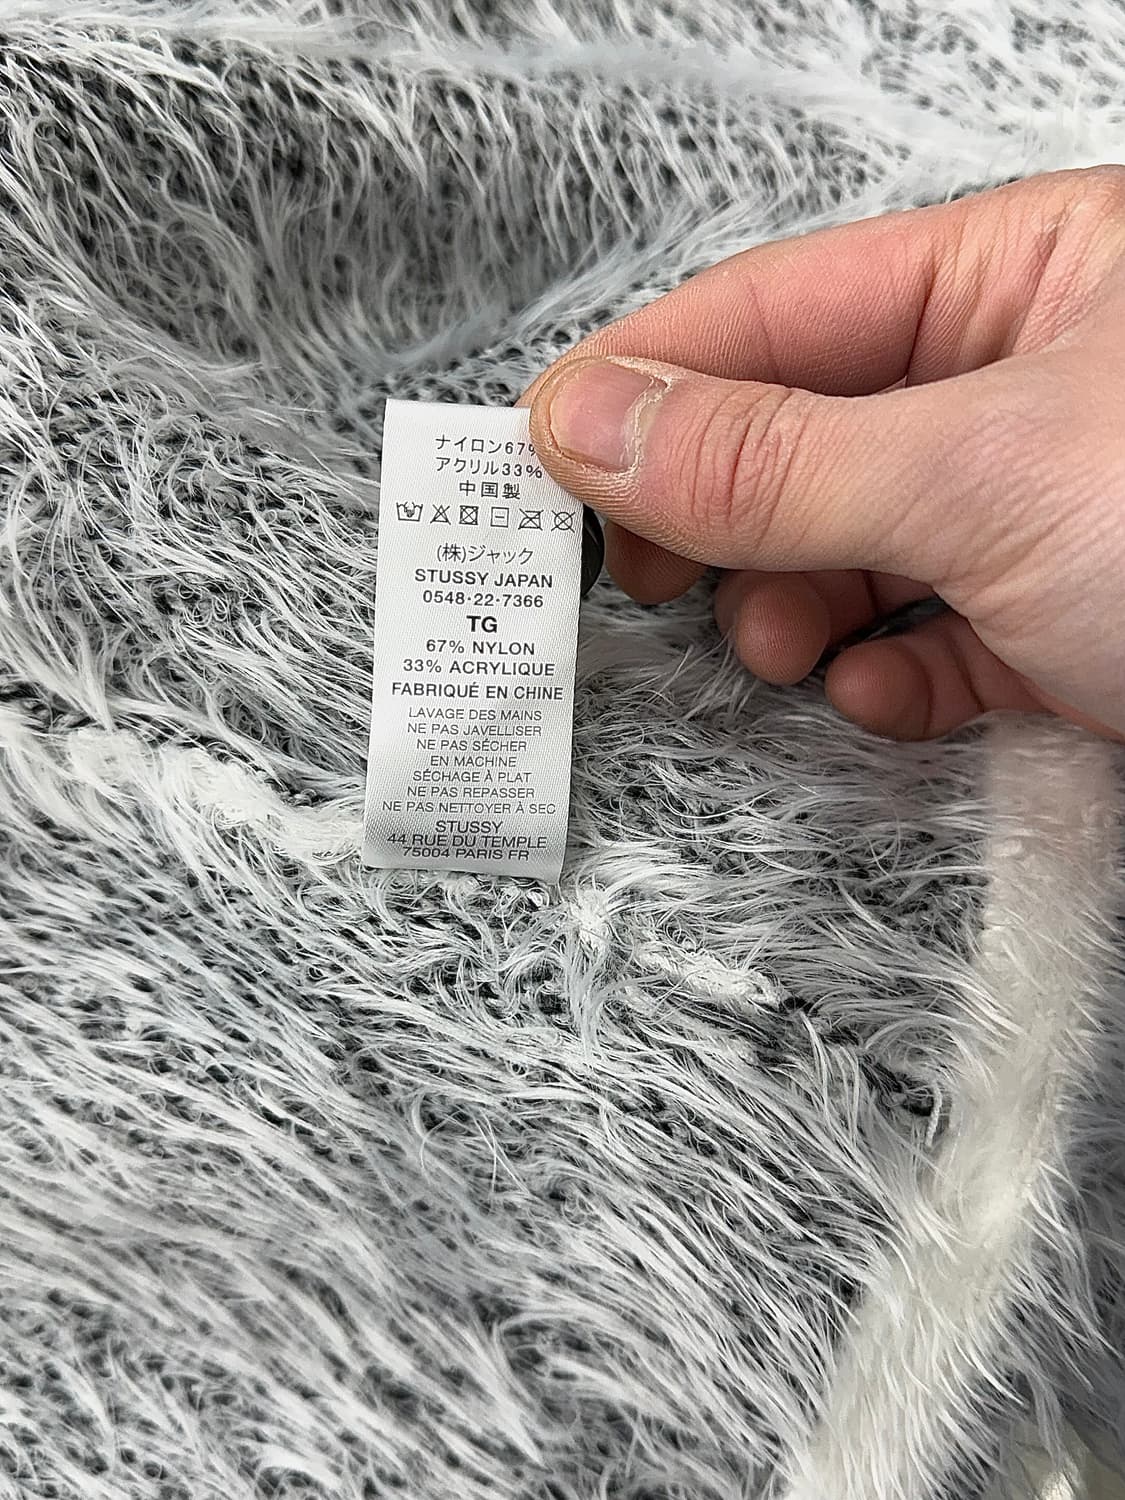 ナイロン67%
アクリル33%
中国製
(株)ジャック
STUSSY JAPAN
0548-22-7366
TG
67% NYLON
33% ACRYLIQUE
FABRIQUÉ EN CHINE
LAVAGE DES MAINS
NE PAS JAVELLISER
NE PAS SÉCHER
EN MACHINE
SÉCHAGE À PLAT
NE PAS REPASSER
NE PAS NETTOYER À SEC
STUSSY
44 RUE DU TEMPLE
75004 PARIS FR